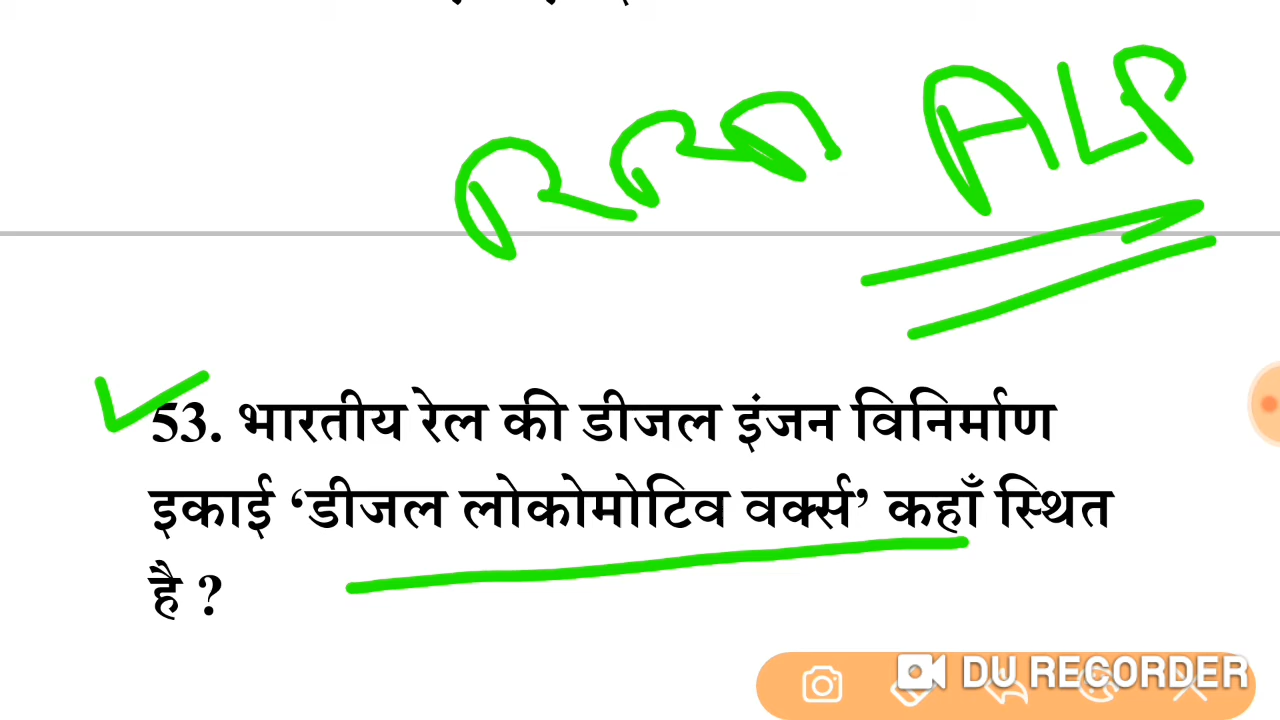 RRB ALP
53. भारतीय रेल की डीजल इंजन विनिर्माण
इकाई ‘डीजल लोकोमोटिव वर्क्स’ कहाँ स्थित
है ?
DU RECORDER